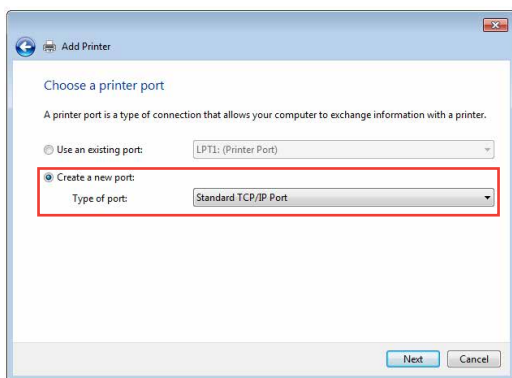 Add Printer
Choose a printer port
A printer port is a type of connection that allows your computer to exchange information with a printer.
Use an existing port: LPT1: (Printer Port)
Create a new port:
Type of port: Standard TCP/IP Port
Next Cancel